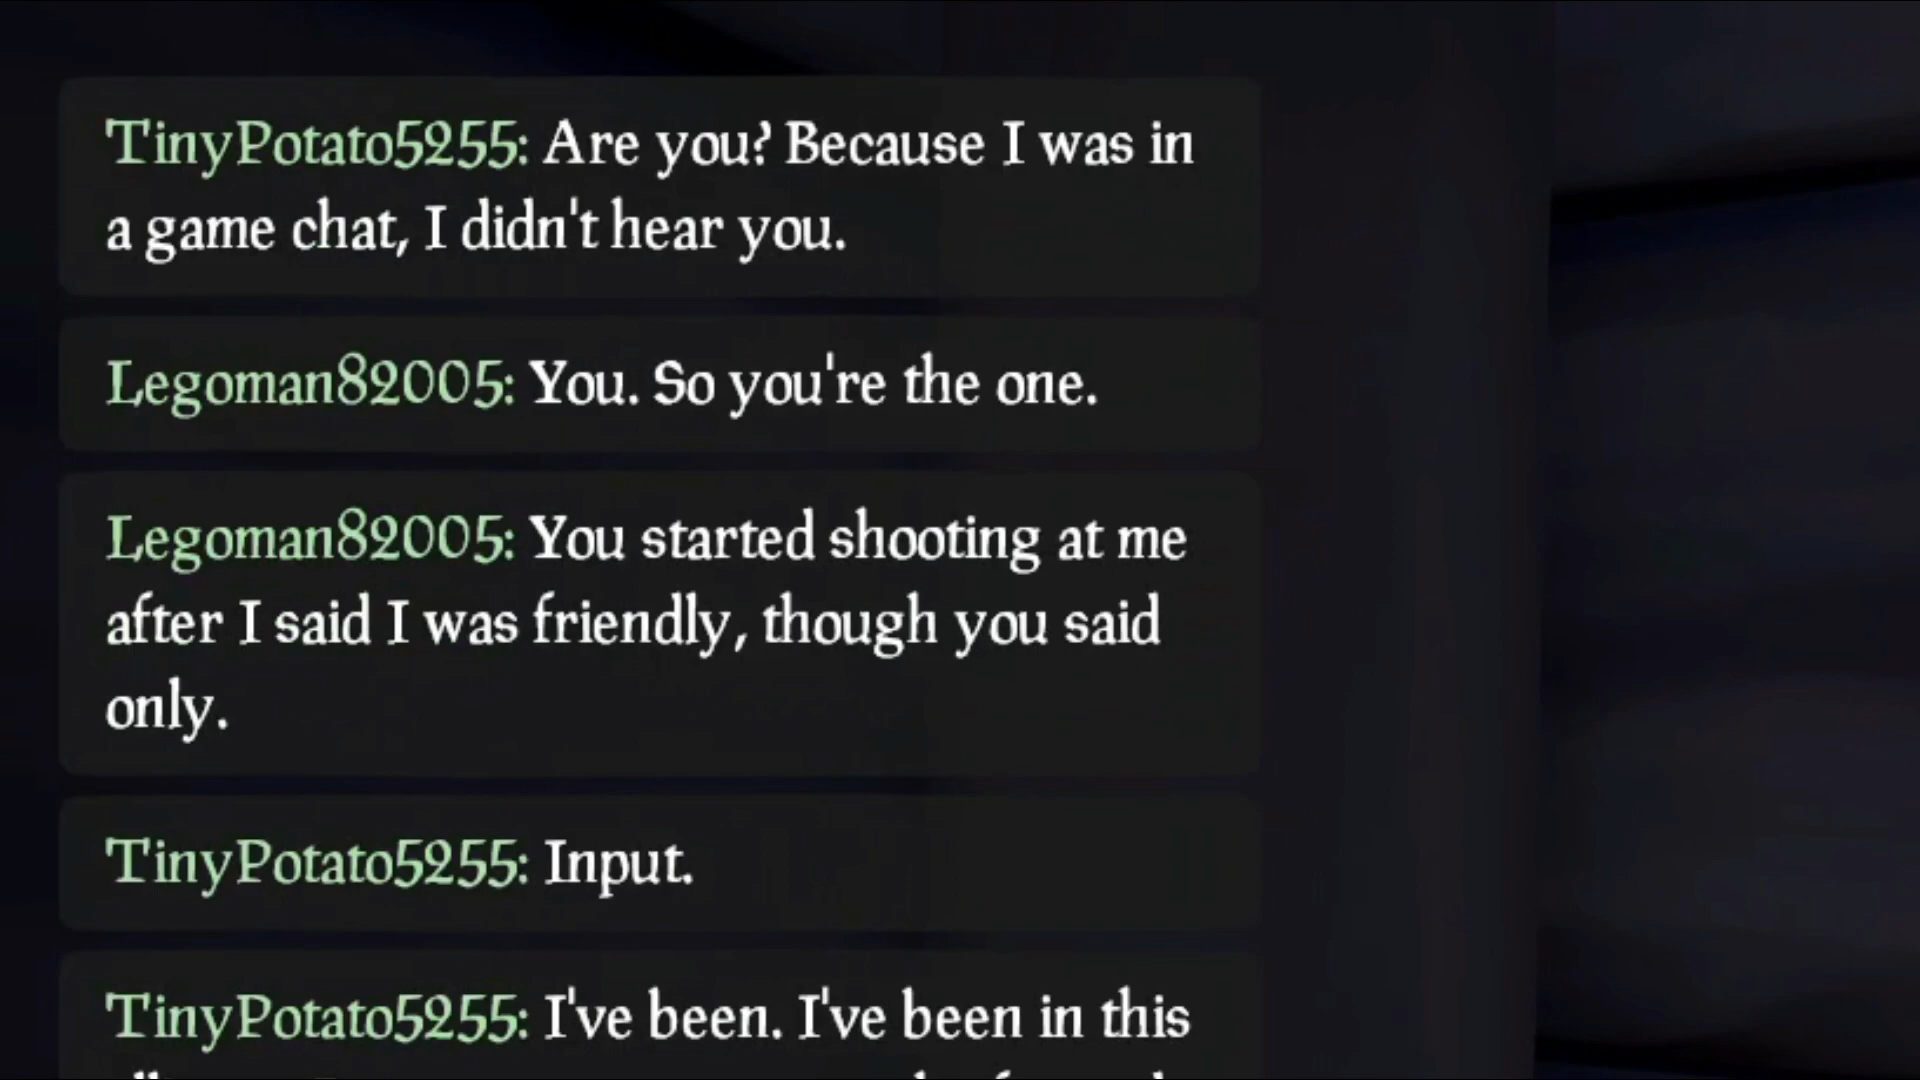 TinyPotato5255: Are you? Because I was in
a game chat, I didn't hear you.
Legoman82005: You. So you're the one.
Legoman82005: You started shooting at me
after I said I was friendly, though you said
only.
TinyPotato5255: Input.
TinyPotato5255: I've been. I've been in this